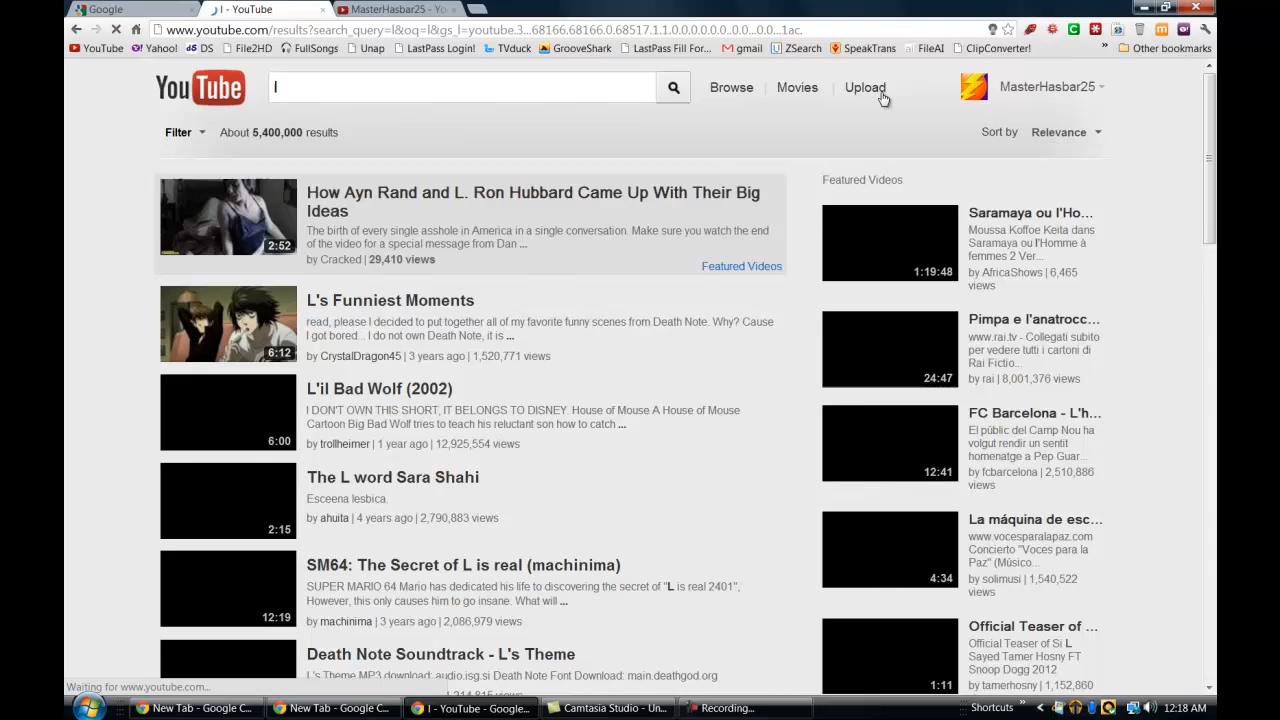 Google
l - YouTube
MasterHasbar25 - Yo
www.youtube.com/results?search_query=l&oq=l&gs_l=youtube.3...68166.68166.0.68517.1.1.0.0.0.0.0.0..0.0...0...1ac.
YouTube Yahoo! DS File2HD FullSongs Unap LastPass Login! TVduck GrooveShark LastPass Fill For... gmail ZSearch SpeakTrans FileAI ClipConverter! » Other bookmarks
YouTube
l
Browse
Movies
Upload
MasterHasbar25
Filter
About 5,400,000 results
Sort by Relevance
How Ayn Rand and L. Ron Hubbard Came Up With Their Big
Ideas
The birth of every single asshole in America in a single conversation. Make sure you watch the
end of the video for a special message from Dan ...
by Cracked | 29,410 views
2:52
Featured Videos
L's Funniest Moments
read, please I decided to put together all of my favorite funny scenes from Death Note. Why? Cause
I got bored... I do not own Death Note, it is ...
6:12
by CrystalDragon45 | 3 years ago | 1,520,771 views
L'il Bad Wolf (2002)
I DON'T OWN THIS SHORT, IT BELONGS TO DISNEY. House of Mouse A House of Mouse
Cartoon Big Bad Wolf tries to teach his reluctant son how to catch ...
6:00
by trollheimer | 1 year ago | 12,925,554 views
The L word Sara Shahi
Esceena lesbica.
by ahuita | 4 years ago | 2,790,883 views
2:15
SM64: The Secret of L is real (machinima)
SUPER MARIO 64 Mario has dedicated his life to discovering the secret of "L is real 2401",
However, this only causes him to go insane. What will ...
12:19
by machinima | 3 years ago | 2,086,979 views
Death Note Soundtrack - L's Theme
L's Theme MP3 download: audio.isg.si Death Note Font Download: main.deathgod.org
Featured Videos
Saramaya ou l'Ho...
Moussa Koffoe Keita dans
Saramaya ou l'Homme à
femmes 2 Ver...
by AfricaShows | 6,465
views
1:19:48
Pimpa e l'anatrocc...
www.rai.tv - Collegati subito
per vedere tutti i cartoni di
Rai Fictio...
by rai | 8,001,376 views
24:47
FC Barcelona - L'h...
El públic del Camp Nou ha
volgut rendir un sentit
homenatge a Pep Guar...
by fcbarcelona | 2,510,886
views
12:41
La máquina de esc...
www.vocesparalapaz.com
Concierto "Voces para la
Paz" (Músico...
by solimusi | 1,540,522
views
4:34
Official Teaser of ...
Official Teaser of Si L
Sayed Tamer Hosny FT
Snoop Dogg 2012
by tamerhosny | 1,152,860
1:11
Waiting for www.youtube.com...
New Tab - Google C...
New Tab - Google C...
l - YouTube - Google...
Camtasia Studio - Un...
Recording...
Shortcuts
12:18 AM